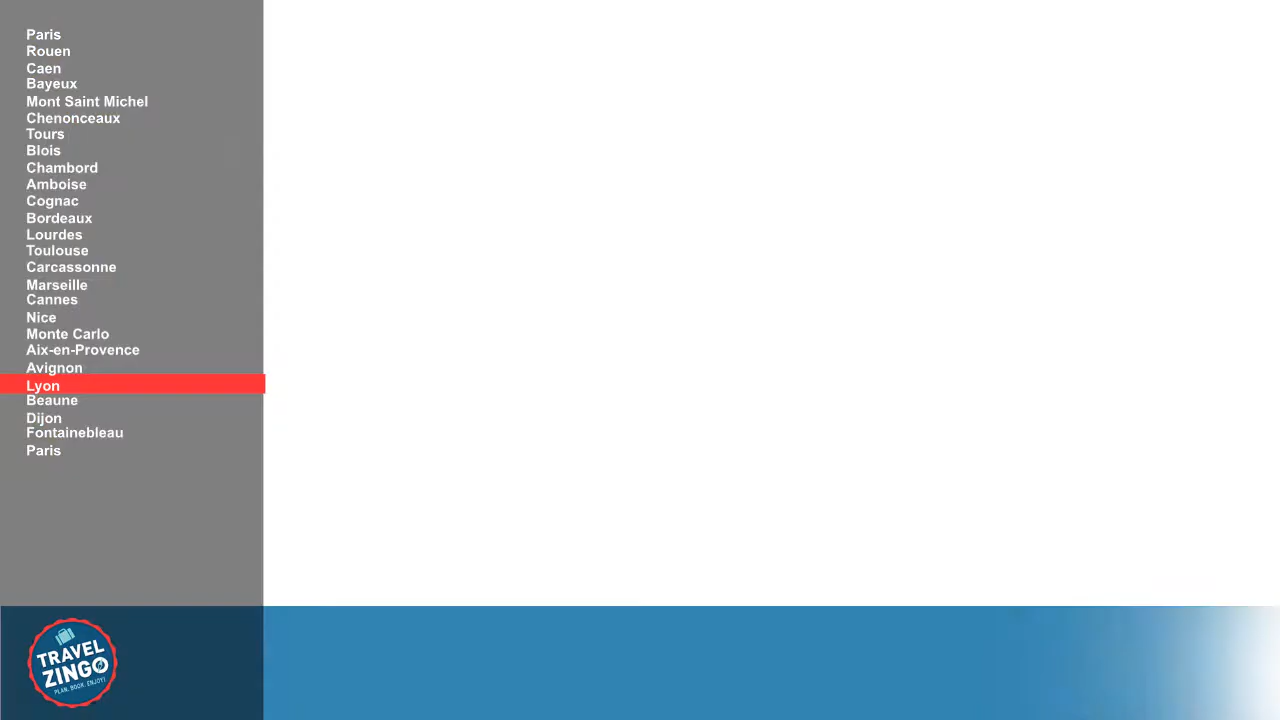 Paris
Rouen
Caen
Bayeux
Mont Saint Michel
Chenonceaux
Tours
Blois
Chambord
Amboise
Cognac
Bordeaux
Lourdes
Toulouse
Carcassonne
Marseille
Cannes
Nice
Monte Carlo
Aix-en-Provence
Avignon
Lyon
Beaune
Dijon
Fontainebleau
Paris
TRAVEL
ZINGO
PLAN. BOOK. ENJOY!